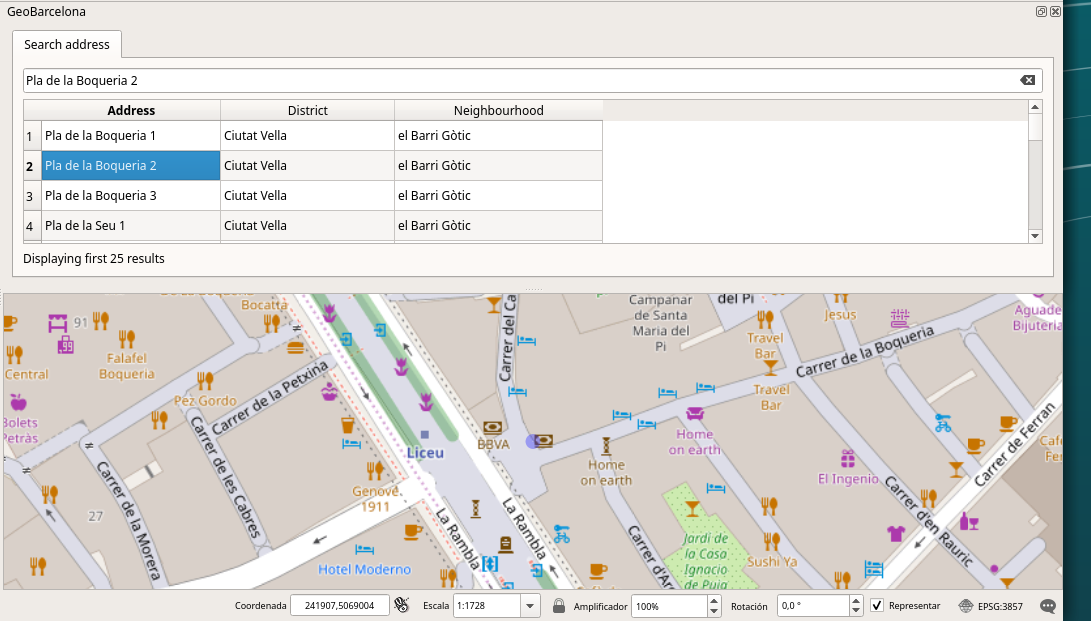 GeoBarcelona
Search address
Pla de la Boqueria 2
Address District Neighbourhood
1 Pla de la Boqueria 1 Ciutat Vella el Barri Gòtic
2 Pla de la Boqueria 2 Ciutat Vella el Barri Gòtic
3 Pla de la Boqueria 3 Ciutat Vella el Barri Gòtic
4 Pla de la Seu 1 Ciutat Vella el Barri Gòtic
Displaying first 25 results
Bocatta
91
Falafel
Boqueria
Central
Pez Gordo
Bolets
Petràs
Carrer de la Petxina
Carrer de les Cabres
Carrer de la Morera
27
Liceu
BBVA
Genove
1911
Hotel Moderno
La Rambla
La Rambla
Carrer del Ca
Campanar
de Santa
Maria del
Pi
del Pi
Travel
Bar
Travel
Bar
Jesus
Aguade
Bijuteria
Carrer de la Boqueria
Home
on earth
Home
on earth
El Ingenio
Carrer de Ferran
Cafe
Fer
Carrer d'en Rauric
Carrer d'Ar
Jardí de
la Casa
Ignacio
de Puig
Sushi Ya
Coordenada 241907,5069004 Escala 1:1728 Amplificador 100% Rotación 0,0 ° Representar EPSG:3857